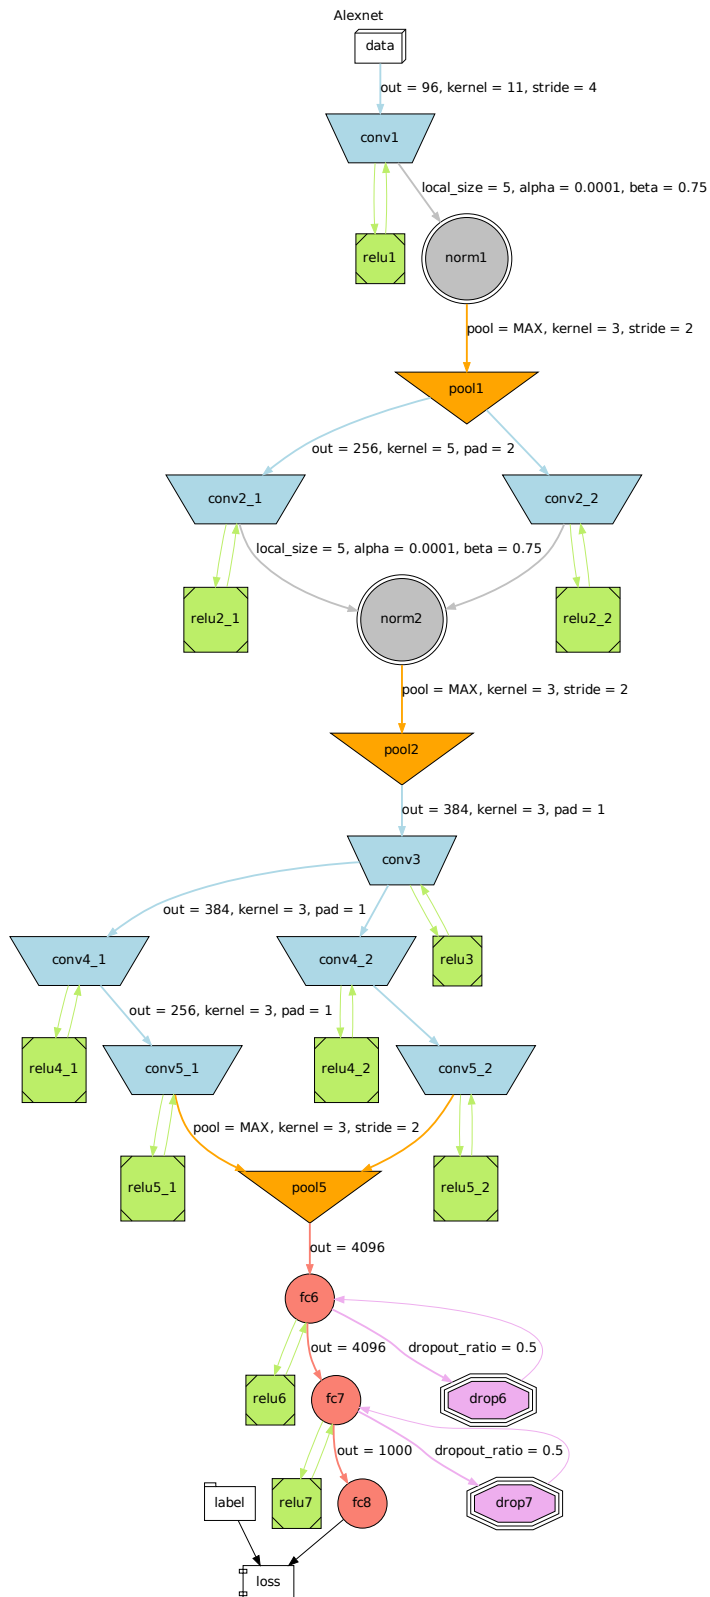 Alexnet
data
out = 96, kernel = 11, stride = 4
conv1
local_size = 5, alpha = 0.0001, beta = 0.75
relu1
norm1
pool = MAX, kernel = 3, stride = 2
pool1
out = 256, kernel = 5, pad = 2
conv2_1
conv2_2
local_size = 5, alpha = 0.0001, beta = 0.75
relu2_1
norm2
relu2_2
pool = MAX, kernel = 3, stride = 2
pool2
out = 384, kernel = 3, pad = 1
conv3
out = 384, kernel = 3, pad = 1
conv4_1
conv4_2
relu3
out = 256, kernel = 3, pad = 1
relu4_1
conv5_1
relu4_2
conv5_2
pool = MAX, kernel = 3, stride = 2
relu5_1
pool5
relu5_2
out = 4096
fc6
out = 4096
dropout_ratio = 0.5
relu6
fc7
drop6
out = 1000
dropout_ratio = 0.5
label
relu7
fc8
drop7
loss